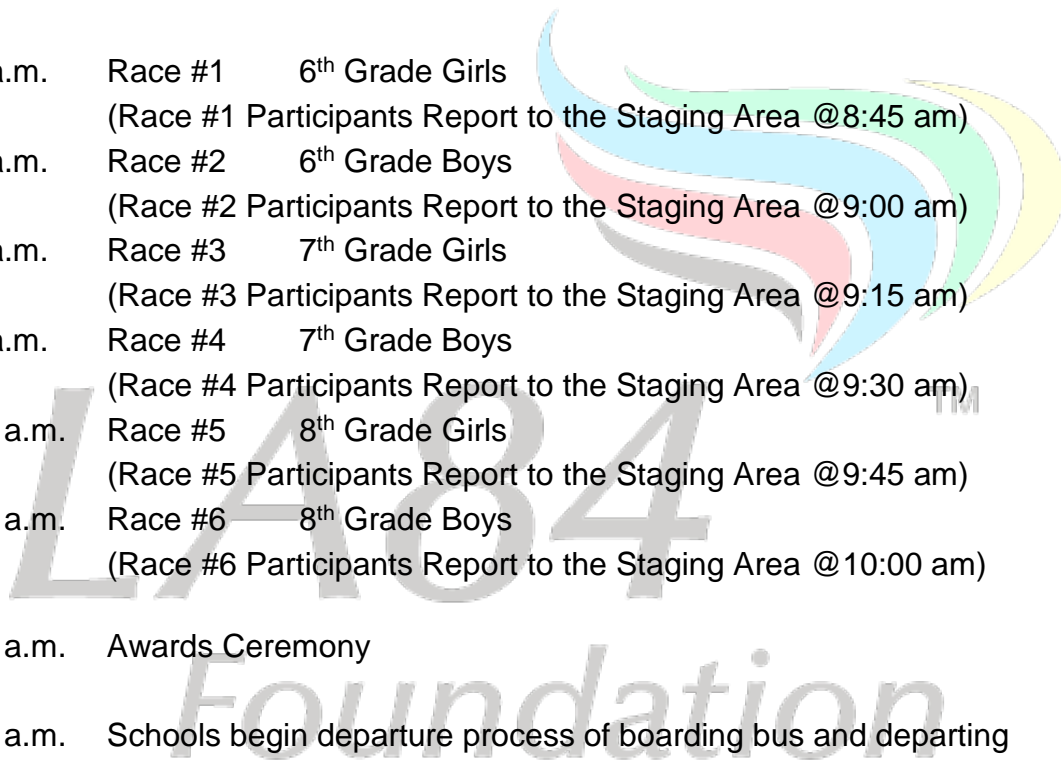 a.m. Race #1 6th Grade Girls
(Race #1 Participants Report to the Staging Area @8:45 am)
a.m. Race #2 6th Grade Boys
(Race #2 Participants Report to the Staging Area @9:00 am)
a.m. Race #3 7th Grade Girls
(Race #3 Participants Report to the Staging Area @9:15 am)
a.m. Race #4 7th Grade Boys
(Race #4 Participants Report to the Staging Area @9:30 am)
a.m. Race #5 8th Grade Girls
(Race #5 Participants Report to the Staging Area @9:45 am)
a.m. Race #6 8th Grade Boys
(Race #6 Participants Report to the Staging Area @10:00 am)
a.m. Awards Ceremony
a.m. Schools begin departure process of boarding bus and departing
LA84 TM
Foundation